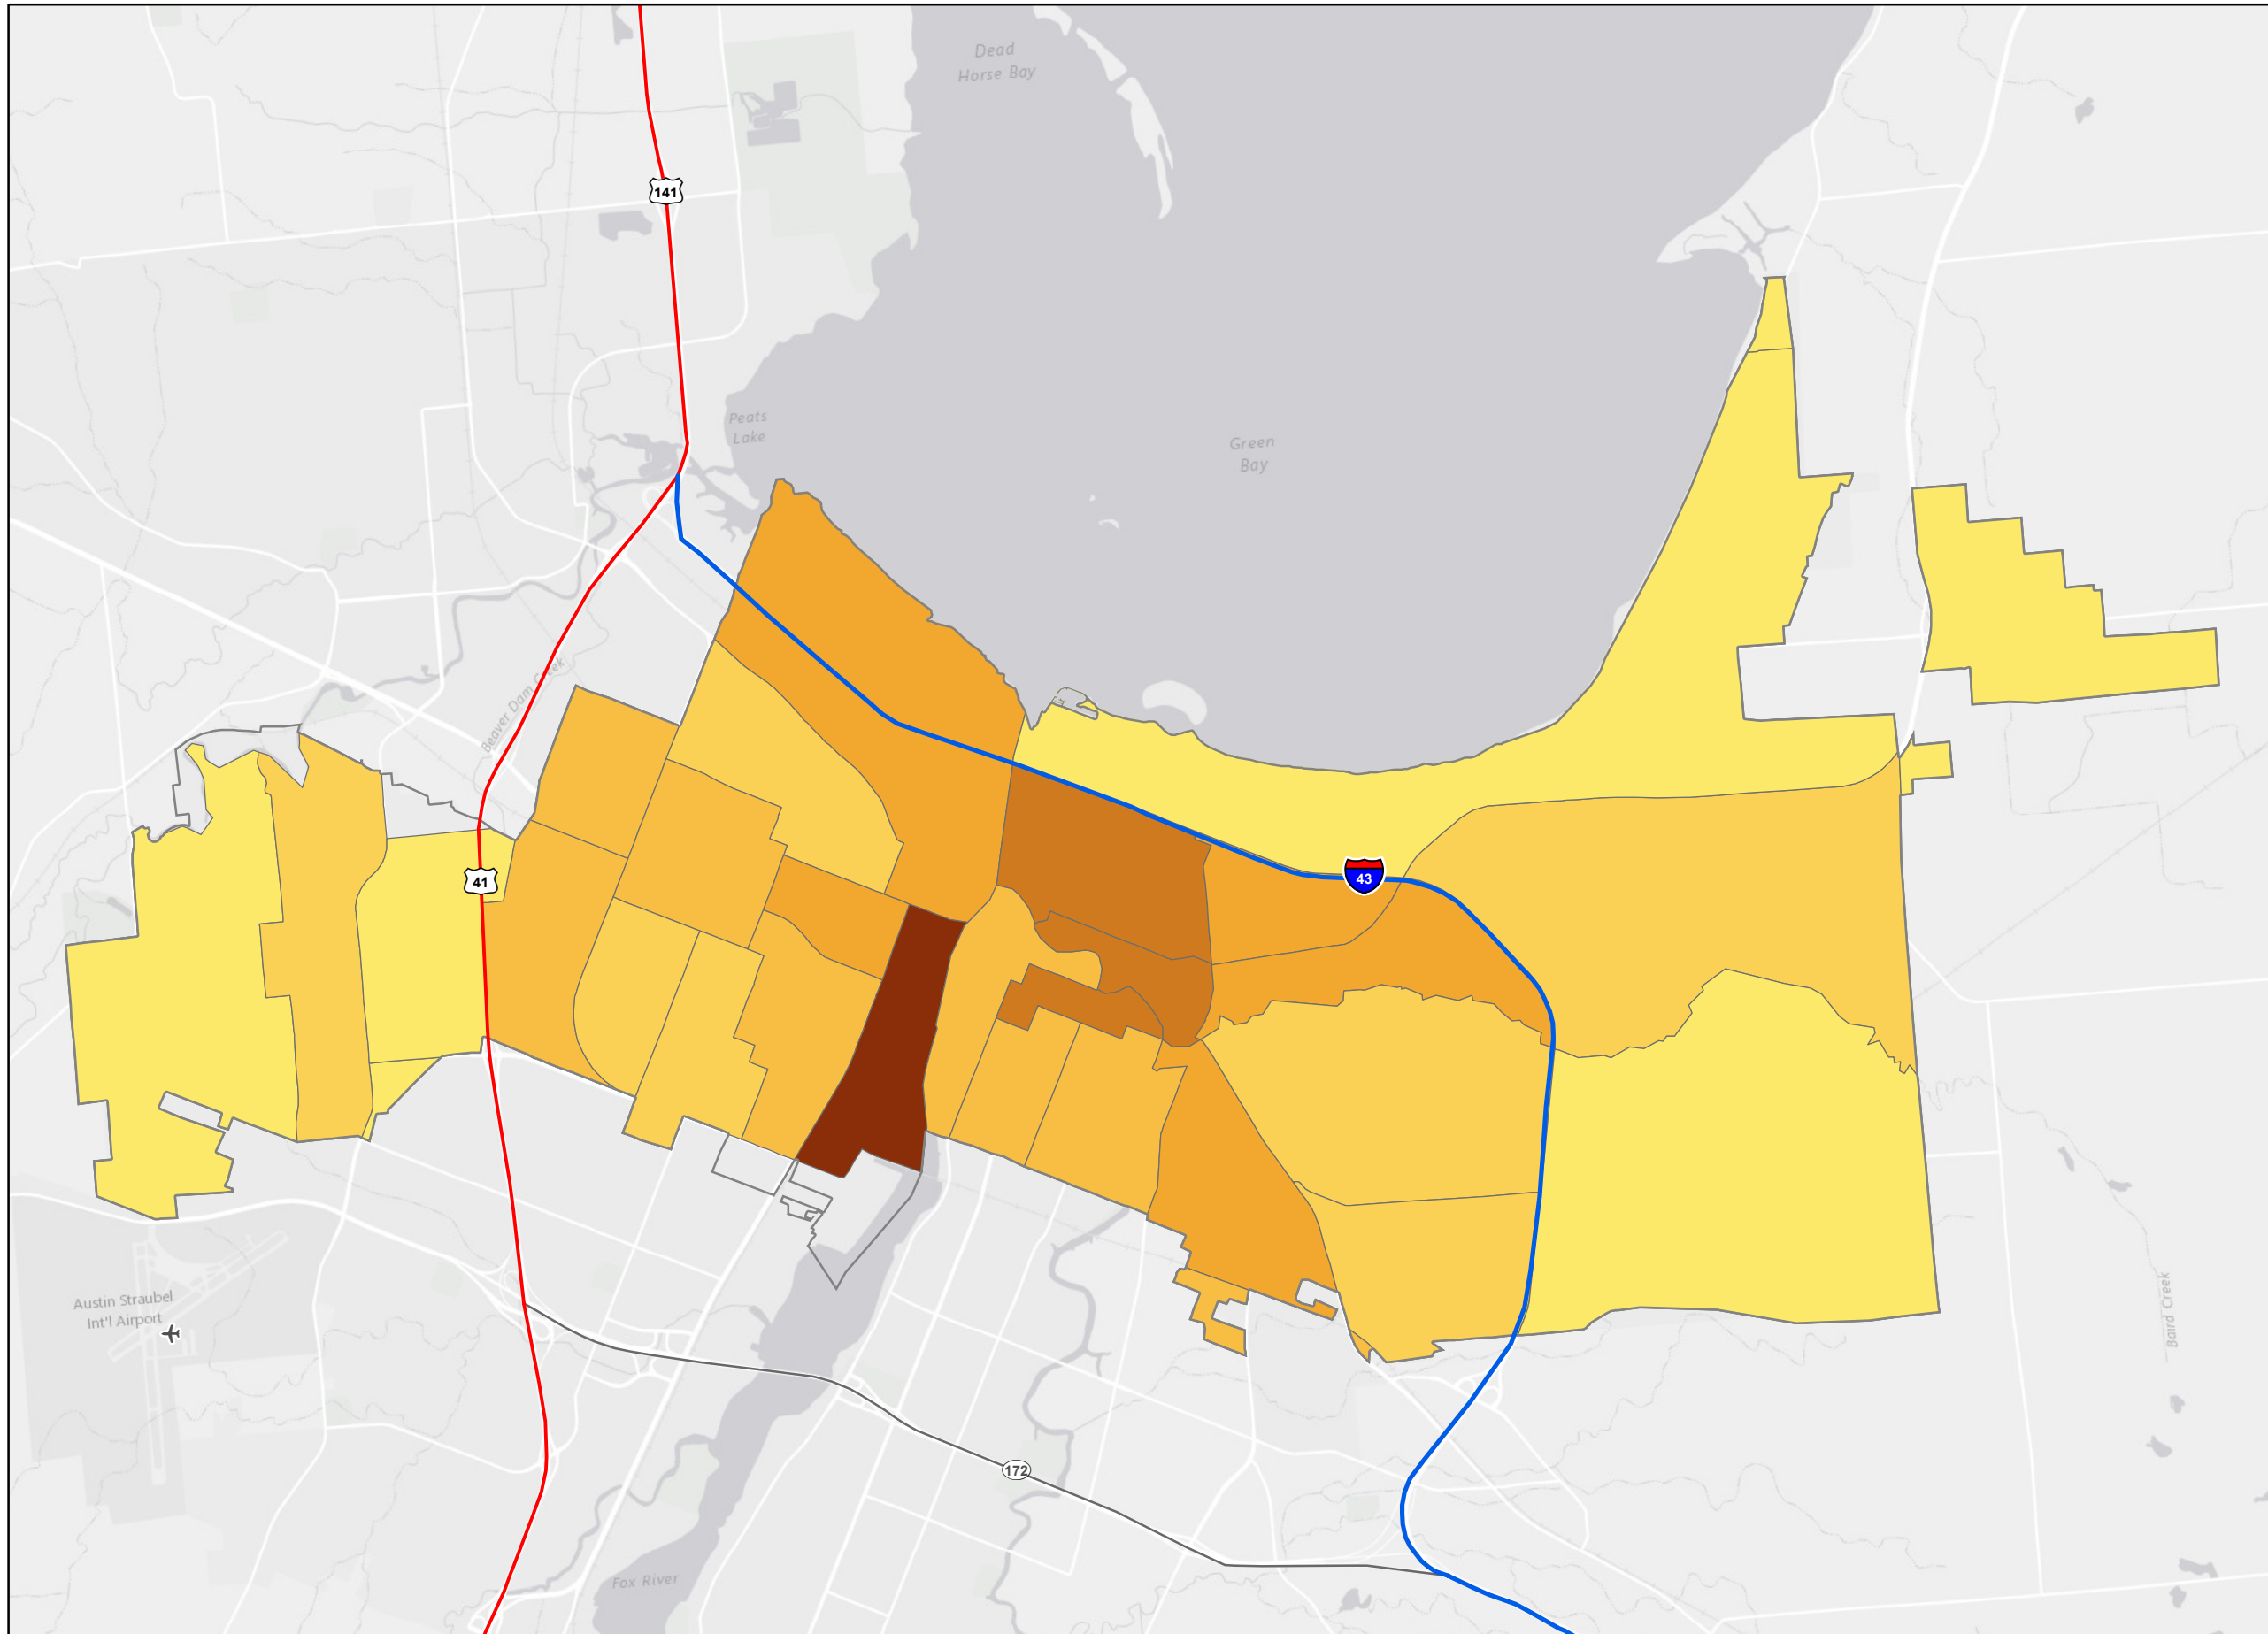 Dead
Horse Bay
141
Peats
Lake
Green
Bay
Beaver Dam Creek
41
43
Austin Straubel
Int'l Airport
Baird Creek
172
Fox River